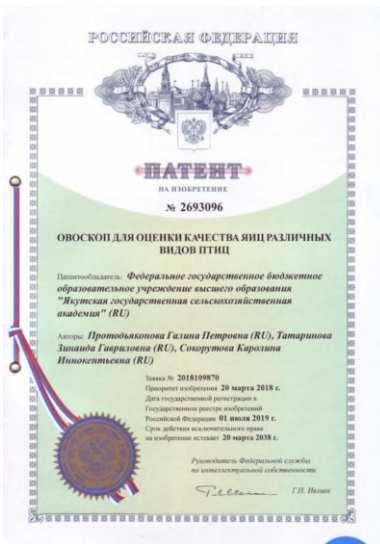 РОССИЙСКАЯ ФЕДЕРАЦИЯ
ПАТЕНТ
НА ИЗОБРЕТЕНИЕ
№ 2693096
ОВОСКОП ДЛЯ ОЦЕНКИ КАЧЕСТВА ЯИЦ РАЗЛИЧНЫХ
ВИДОВ ПТИЦ
Патентообладатель: Федеральное государственное бюджетное
образовательное учреждение высшего образования
"Якутская государственная сельскохозяйственная
академия" (RU)
Авторы: Протодьяконова Галина Петровна (RU), Татаринова
Зинаида Гавриловна (RU), Сокорутова Каролина
Иннокентьевна (RU)
Заявка № 2018109870
Приоритет изобретения 20 марта 2018 г.
Дата государственной регистрации в
Государственном реестре изобретений
Российской Федерации 01 июля 2019 г.
Срок действия исключительного права
на изобретение истекает 20 марта 2038 г.
Руководитель Федеральной службы
по интеллектуальной собственности
Г.П. Ивлиев